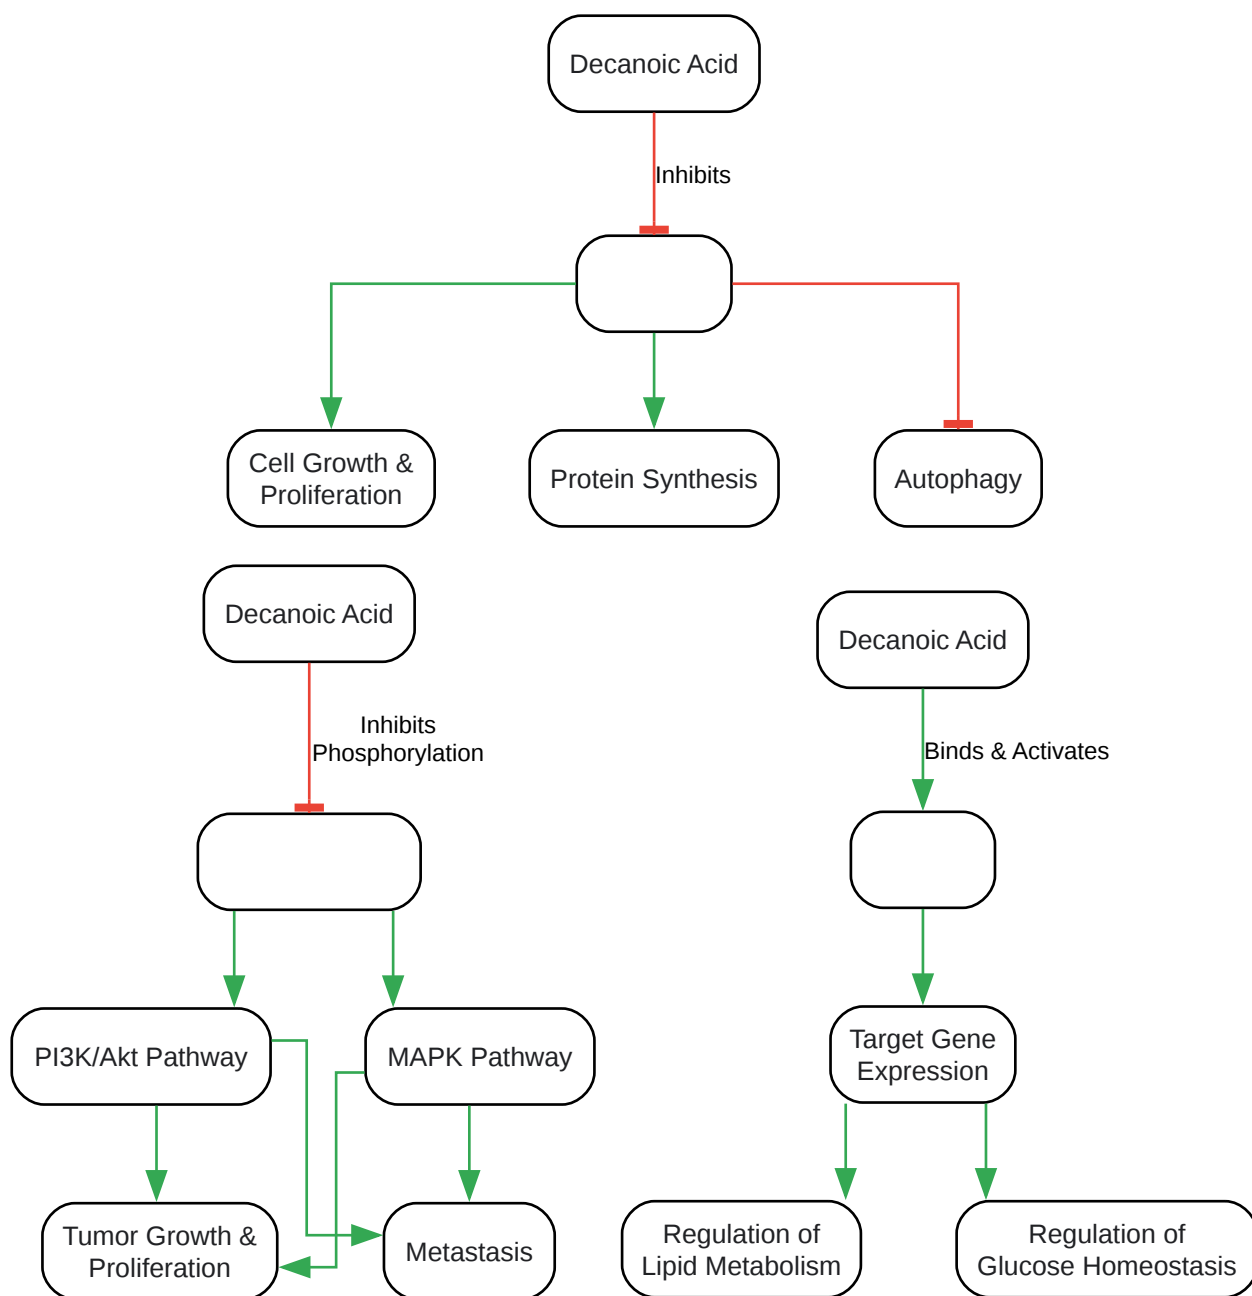 Decanoic Acid
Inhibits
Cell Growth &
Proliferation
Protein Synthesis
Autophagy
Decanoic Acid
Inhibits
Phosphorylation
PI3K/Akt Pathway
MAPK Pathway
Tumor Growth &
Proliferation
Metastasis
Decanoic Acid
Binds & Activates
Target Gene
Expression
Regulation of
Lipid Metabolism
Regulation of
Glucose Homeostasis